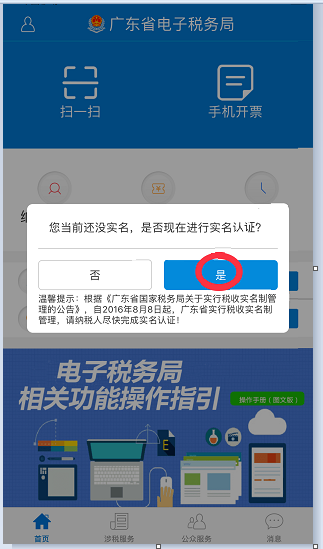 广东省电子税务局
扫一扫
手机开票
您当前还没实名，是否现在进行实名认证?
否
是
温馨提示：根据《广东省国家税务局关于实行税收实名制管
理的公告》，自2016年8月8日起，广东省实行税收实名制
管理，请纳税人尽快完成实名认证！
电子税务局
相关功能操作指引
操作手册（图文版）
首页
涉税服务
公众服务
消息